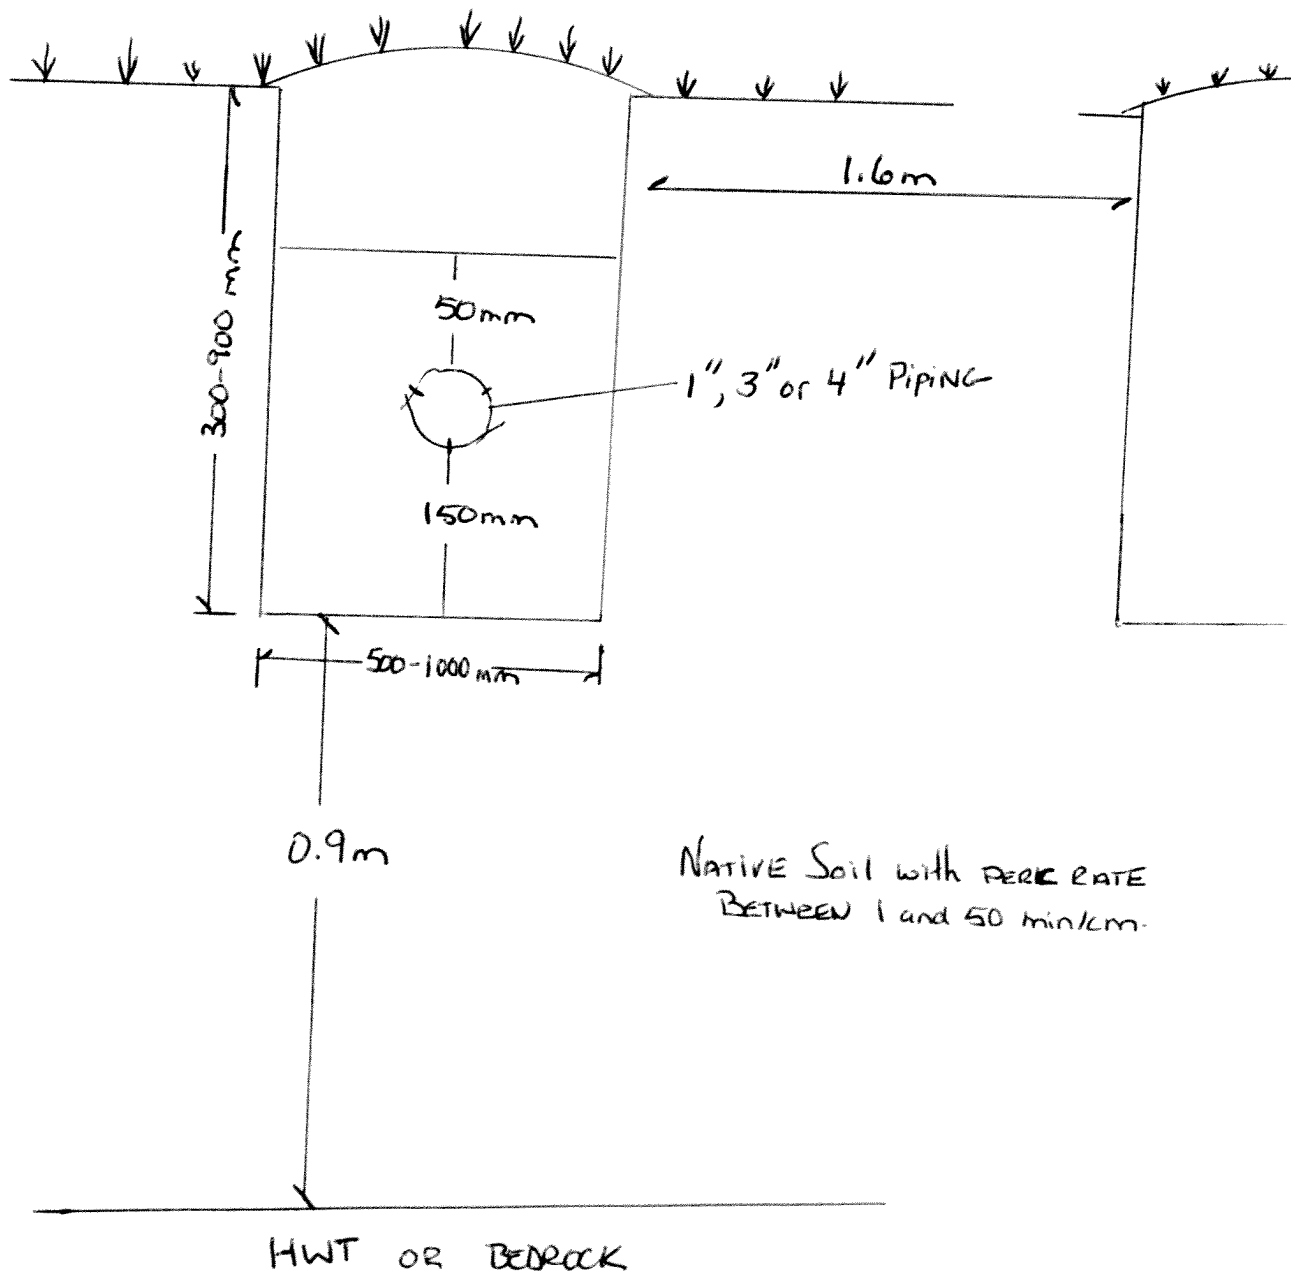 1.6m
300-900 mm
50mm
1", 3" or 4" PiPiNG
150mm
500-1000 mm
0.9m
NATiVE Soil with PERC RATE
BETWEEN 1 and 50 min/cm.
HWT OR BEDROCK